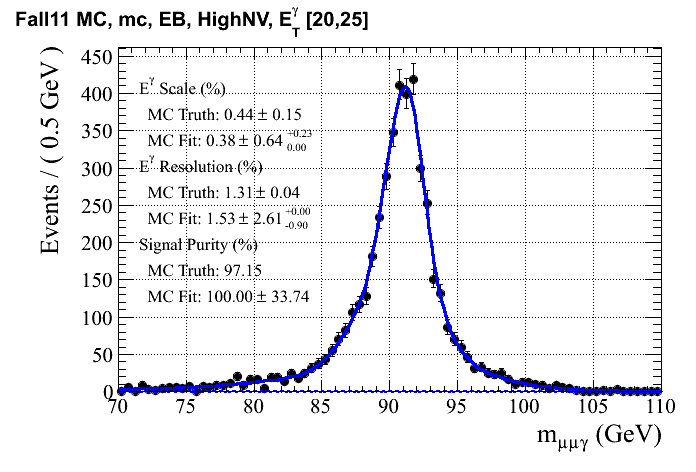 Fall11 MC, mc, EB, HighNV, E_T^γ [20,25]
Events / ( 0.5 GeV )
450
400
350
300
250
200
150
100
50
0
E^γ Scale (%)
MC Truth: 0.44 ± 0.15
MC Fit: 0.38 ± 0.64 +0.23 0.00
E^γ Resolution (%)
MC Truth: 1.31 ± 0.04
MC Fit: 1.53 ± 2.61 +0.00 -0.90
Signal Purity (%)
MC Truth: 97.15
MC Fit: 100.00 ± 33.74
70 75 80 85 90 95 100 105 110
m_μμγ (GeV)